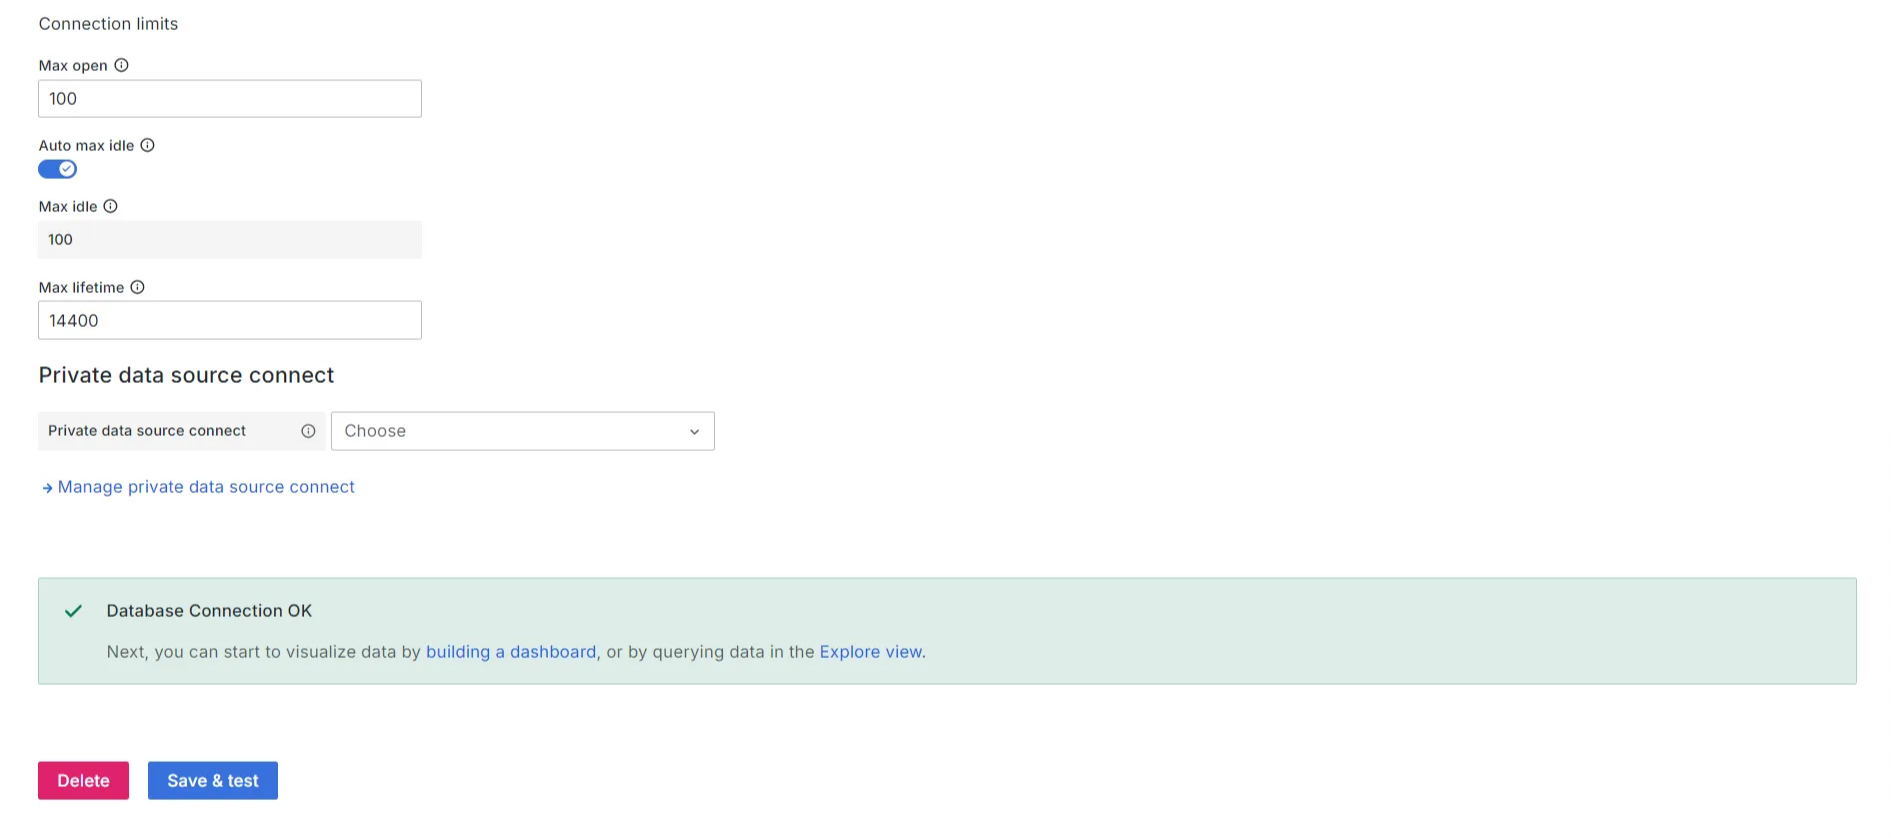 Connection limits
Max open
100
Auto max idle
Max idle
100
Max lifetime
14400
Private data source connect
Private data source connect
Choose
Manage private data source connect
Database Connection OK
Next, you can start to visualize data by building a dashboard, or by querying data in the Explore view.
Delete
Save & test